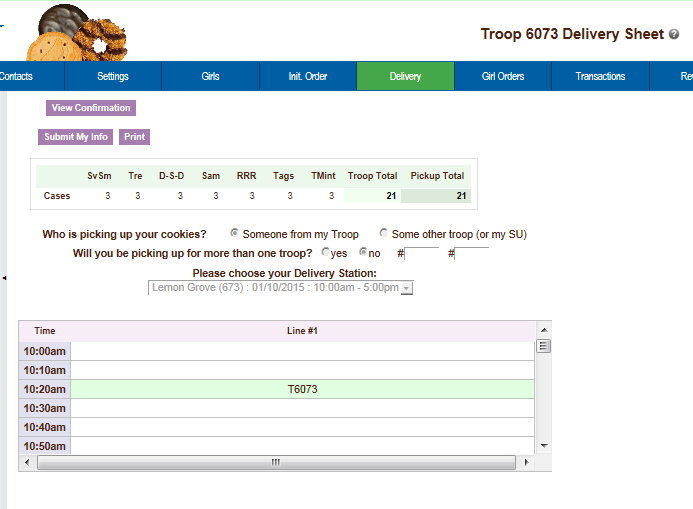 Troop 6073 Delivery Sheet ?
Contacts Settings Girls Init. Order Delivery Girl Orders Transactions Re
View Confirmation
Submit My Info Print
SvSm Tre D-S-D Sam RRR Tags TMint Troop Total Pickup Total
Cases 3 3 3 3 3 3 3 21 21
Who is picking up your cookies? Someone from my Troop Some other troop (or my SU)
Will you be picking up for more than one troop? yes no # #
Please choose your Delivery Station:
Lemon Grove (673) : 01/10/2015 : 10:00am - 5:00pm
Time Line #1
10:00am
10:10am
10:20am T6073
10:30am
10:40am
10:50am